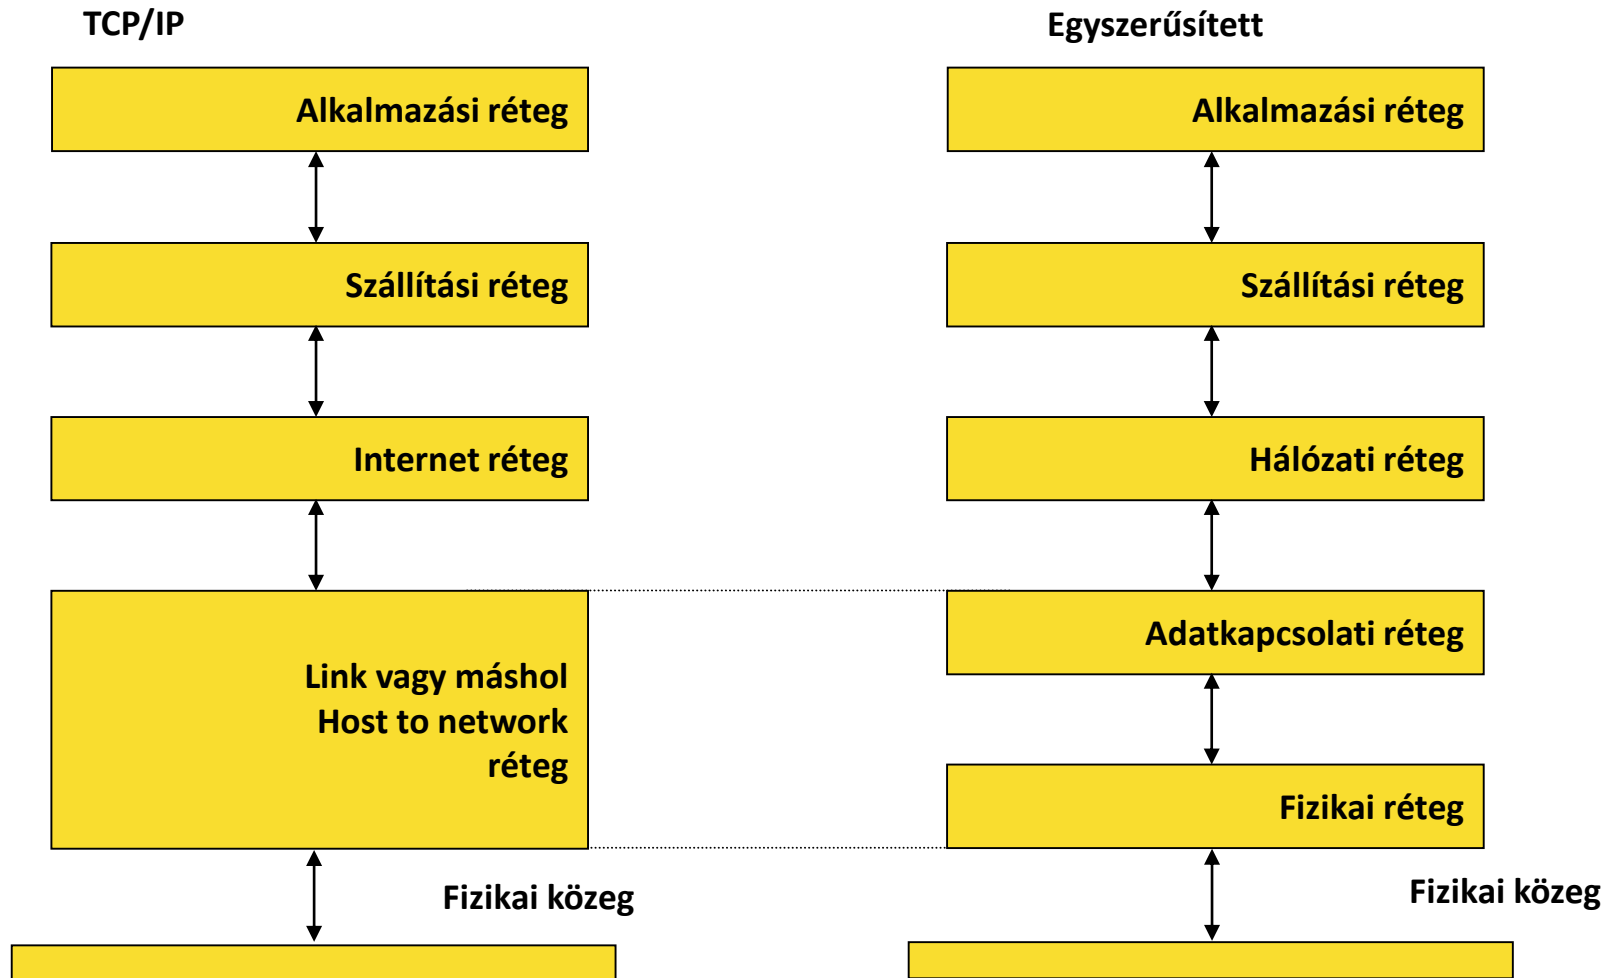 TCP/IP
Alkalmazási réteg
Szállítási réteg
Internet réteg
Link vagy máshol
Host to network
réteg
Fizikai közeg
Egyszerűsített
Alkalmazási réteg
Szállítási réteg
Hálózati réteg
Adatkapcsolati réteg
Fizikai réteg
Fizikai közeg